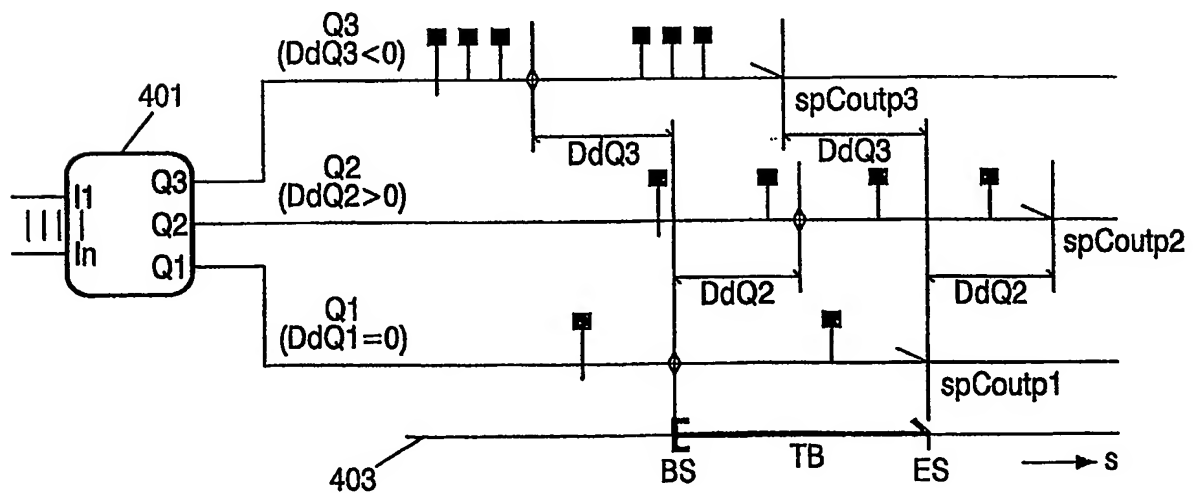 Q3
(DdQ3<0)
401
spCoutp3
DdQ3
DdQ3
I1
Q3
Q2
(DdQ2>0)
Q2
In
Q1
spCoutp2
DdQ2
DdQ2
Q1
(DdQ1=0)
spCoutp1
403
BS
TB
ES
s